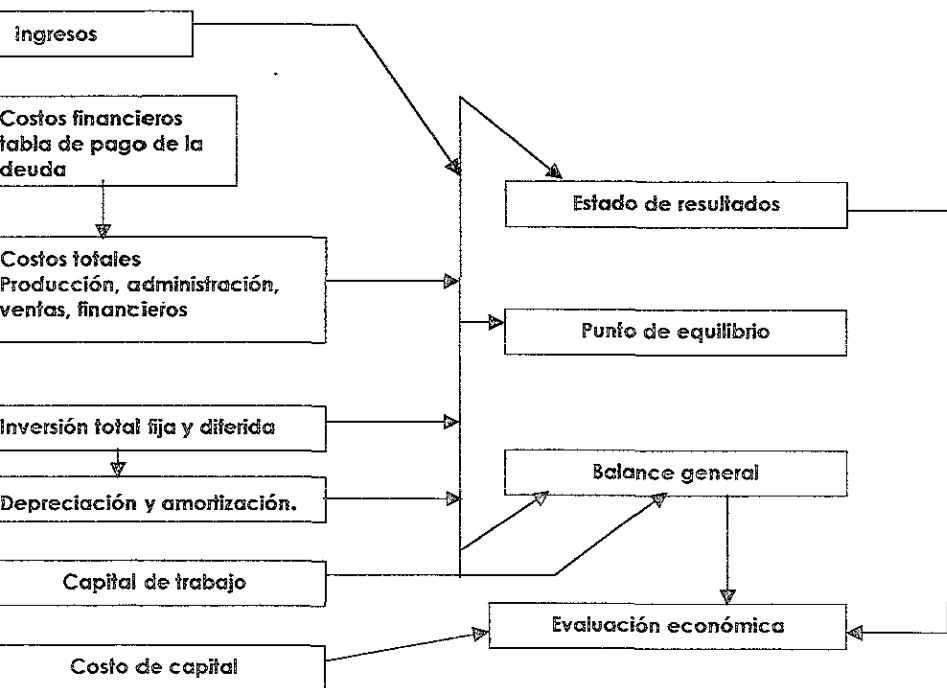 Ingresos
Costos financieros
tabla de pago de la
deuda
Estado de resultados
Costos totales
Producción, administración,
ventas, financieros
Punto de equilibrio
Inversión total fija y diferida
Balance general
Depreciación y amortización.
Capital de trabajo
Evaluación económica
Costo de capital